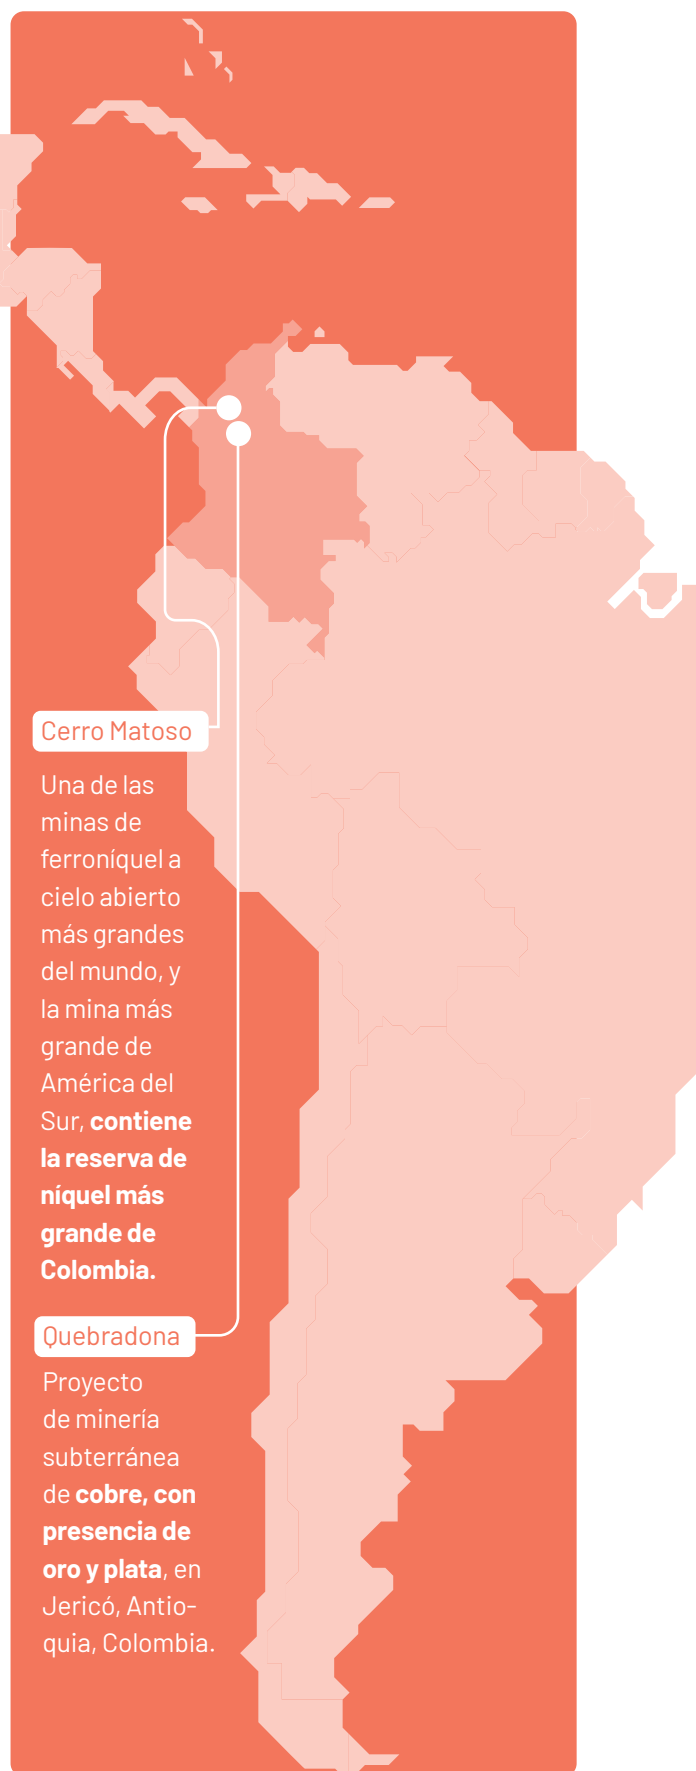 Cerro Matoso
Una de las
minas de
ferroníquel a
cielo abierto
más grandes
del mundo, y
la mina más
grande de
América del
Sur, contiene
la reserva de
níquel más
grande de
Colombia.
Quebradona
Proyecto
de minería
subterránea
de cobre, con
presencia de
oro y plata, en
Jericó, Antio-
quia, Colombia.